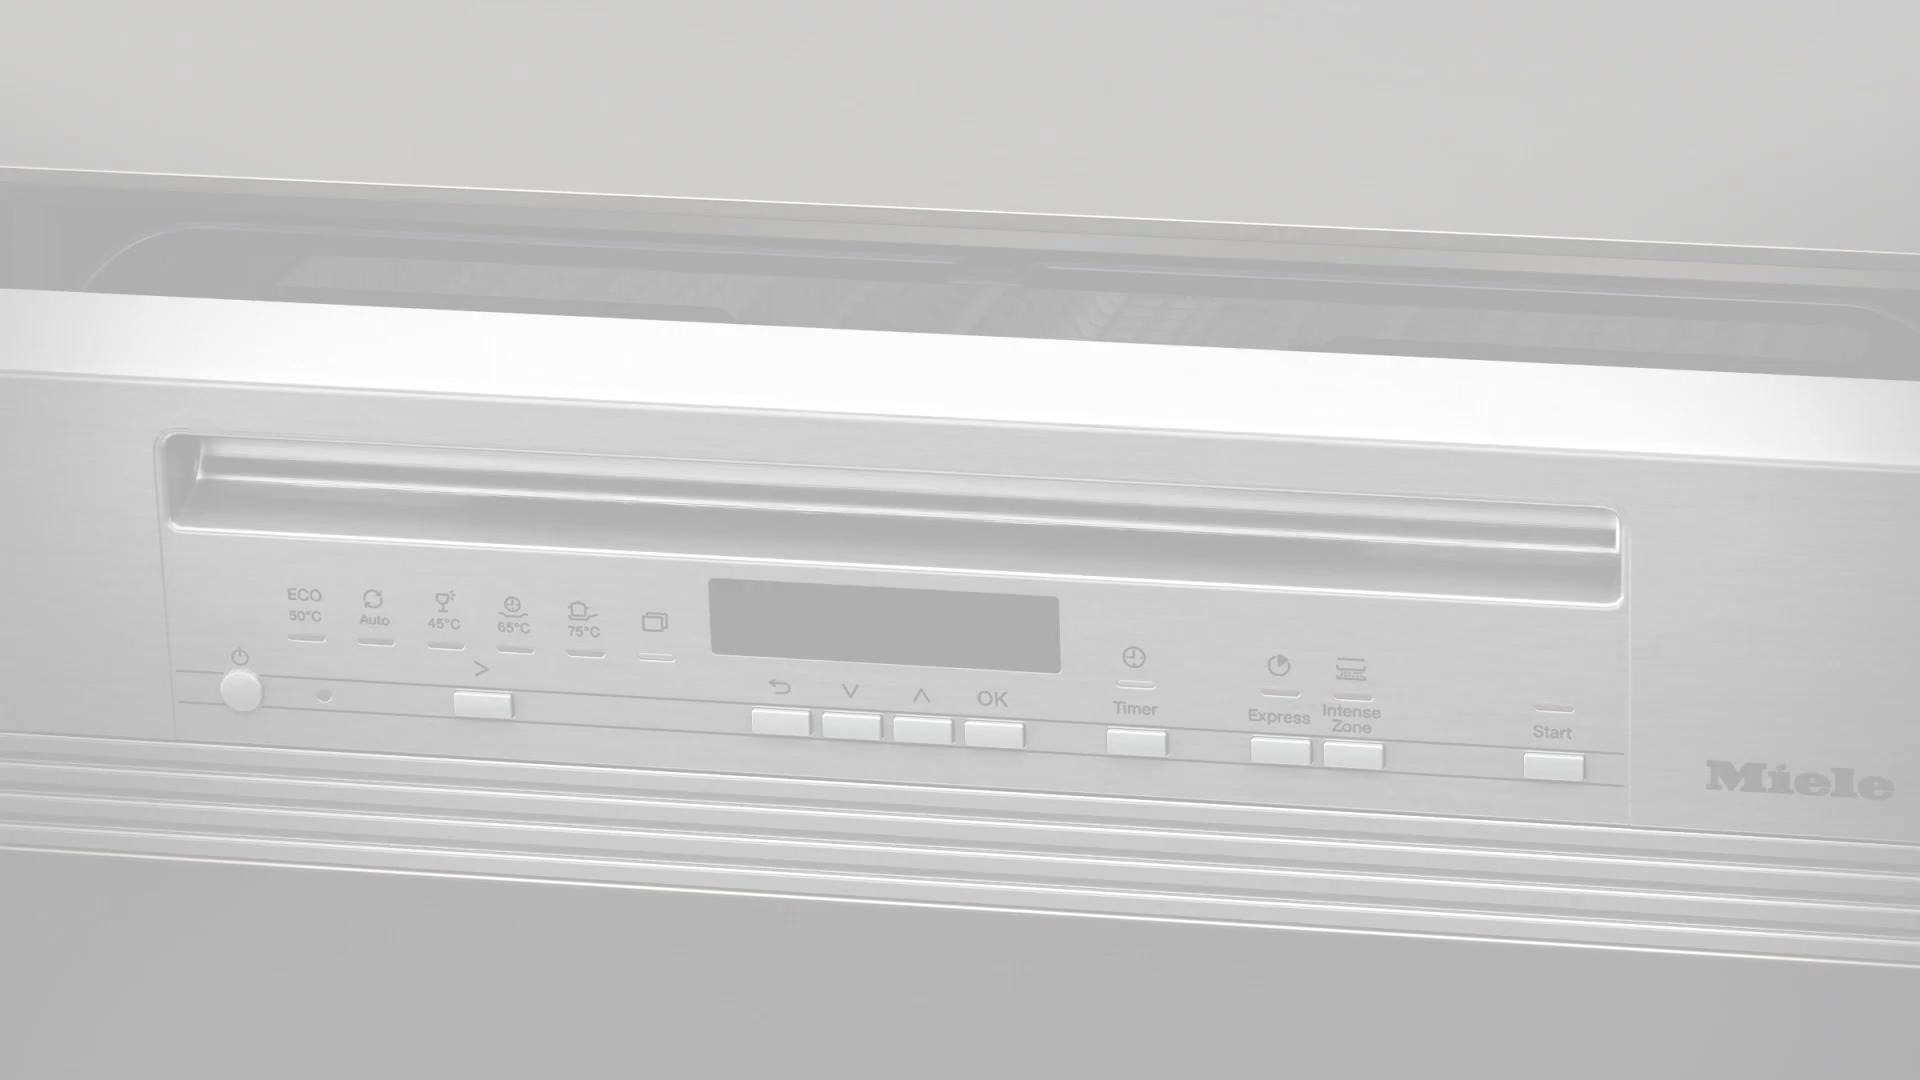 ECO
50°C
Auto
45°C
65°C
75°C
>
OK
Timer
Express
Intense
Zone
Start
Miele